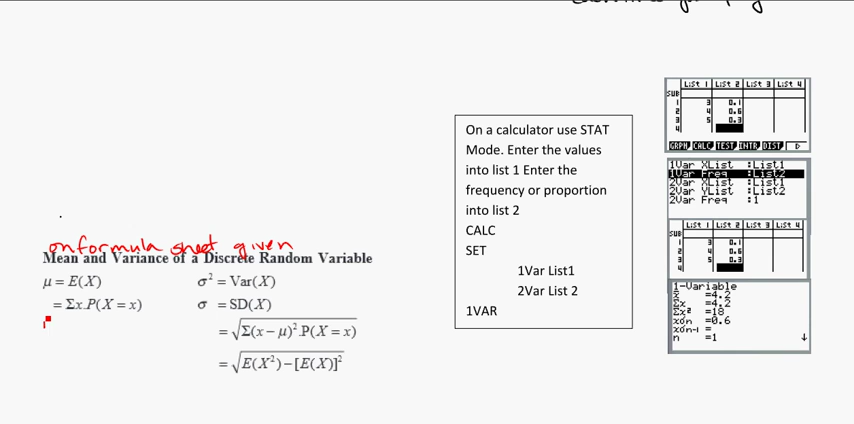 on formula sheet given
Mean and Variance of a Discrete Random Variable
μ = E(X)
= Σx.P(X = x)
σ² = Var(X)
σ = SD(X)
= √Σ(x − μ)².P(X = x)
= √E(X²) − [E(X)]²
On a calculator use STAT
Mode. Enter the values
into list 1 Enter the
frequency or proportion
into list 2
CALC
SET
1Var List1
2Var List 2
1VAR
List 1 List 2 List 3 List 4
SUB
1 3 0.1
2 4 0.6
3 5 0.3
4
GRPH CALC TEST INTR DIST ▷
1Var XList :List1
1Var Freq :List2
2Var XList :List1
2Var YList :List2
2Var Freq :1
List 1 List 2 List 3 List 4
SUB
1 3 0.1
2 4 0.6
3 5 0.3
4
1-Variable
x̄ =4.2
Σx =4.2
Σx² =18
xσn =0.6
xσn-1 =
n =1 ↓